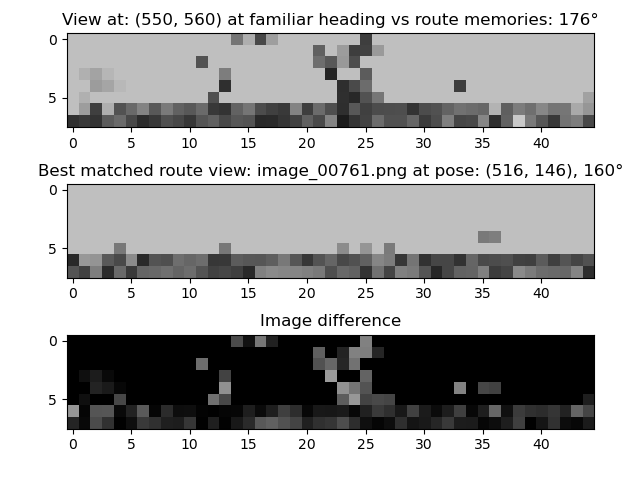 View at: (550, 560) at familiar heading vs route memories: 176°
0
5
0 5 10 15 20 25 30 35 40
Best matched route view: image_00761.png at pose: (516, 146), 160°
0
5
0 5 10 15 20 25 30 35 40
Image difference
0
5
0 5 10 15 20 25 30 35 40